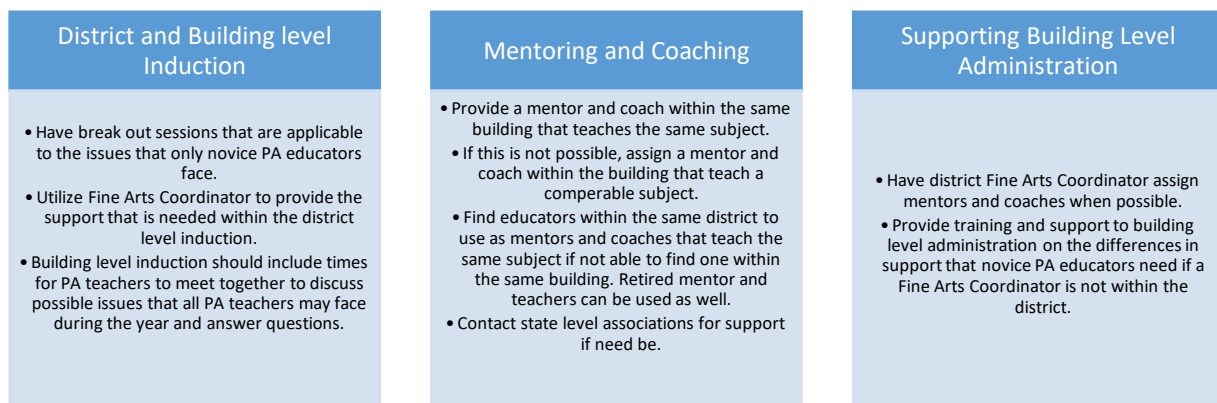 District and Building level
Induction
• Have break out sessions that are applicable
to the issues that only novice PA educators
face.
• Utilize Fine Arts Coordinator to provide the
support that is needed within the district
level induction.
• Building level induction should include times
for PA teachers to meet together to discuss
possible issues that all PA teachers may face
during the year and answer questions.
Mentoring and Coaching
• Provide a mentor and coach within the same
building that teaches the same subject.
• If this is not possible, assign a mentor and
coach within the building that teach a
comperable subject.
• Find educators within the same district to
use as mentors and coaches that teach the
same subject if not able to find one within
the same building. Retired mentor and
teachers can be used as well.
• Contact state level associations for support
if need be.
Supporting Building Level
Administration
• Have district Fine Arts Coordinator assign
mentors and coaches when possible.
• Provide training and support to building
level administration on the differences in
support that novice PA educators need if a
Fine Arts Coordinator is not within the
district.